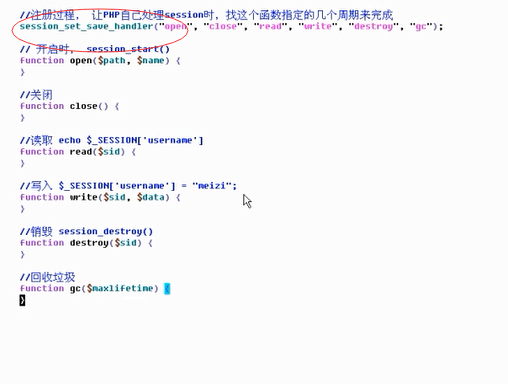 //注册过程， 让PHP自己处理session时，找这个函数指定的几个周期来完成
session_set_save_handler("open", "close", "read", "write", "destroy", "gc");
// 开启时， session_start()
function open($path, $name) {
}
//关闭
function close() {
}
//读取 echo $_SESSION['username']
function read($sid) {
}
//写入 $_SESSION['username'] = "meizi";
function write($sid, $data) {
}
//销毁 session_destroy()
function destroy($sid) {
}
//回收垃圾
function gc($maxlifetime) {
}